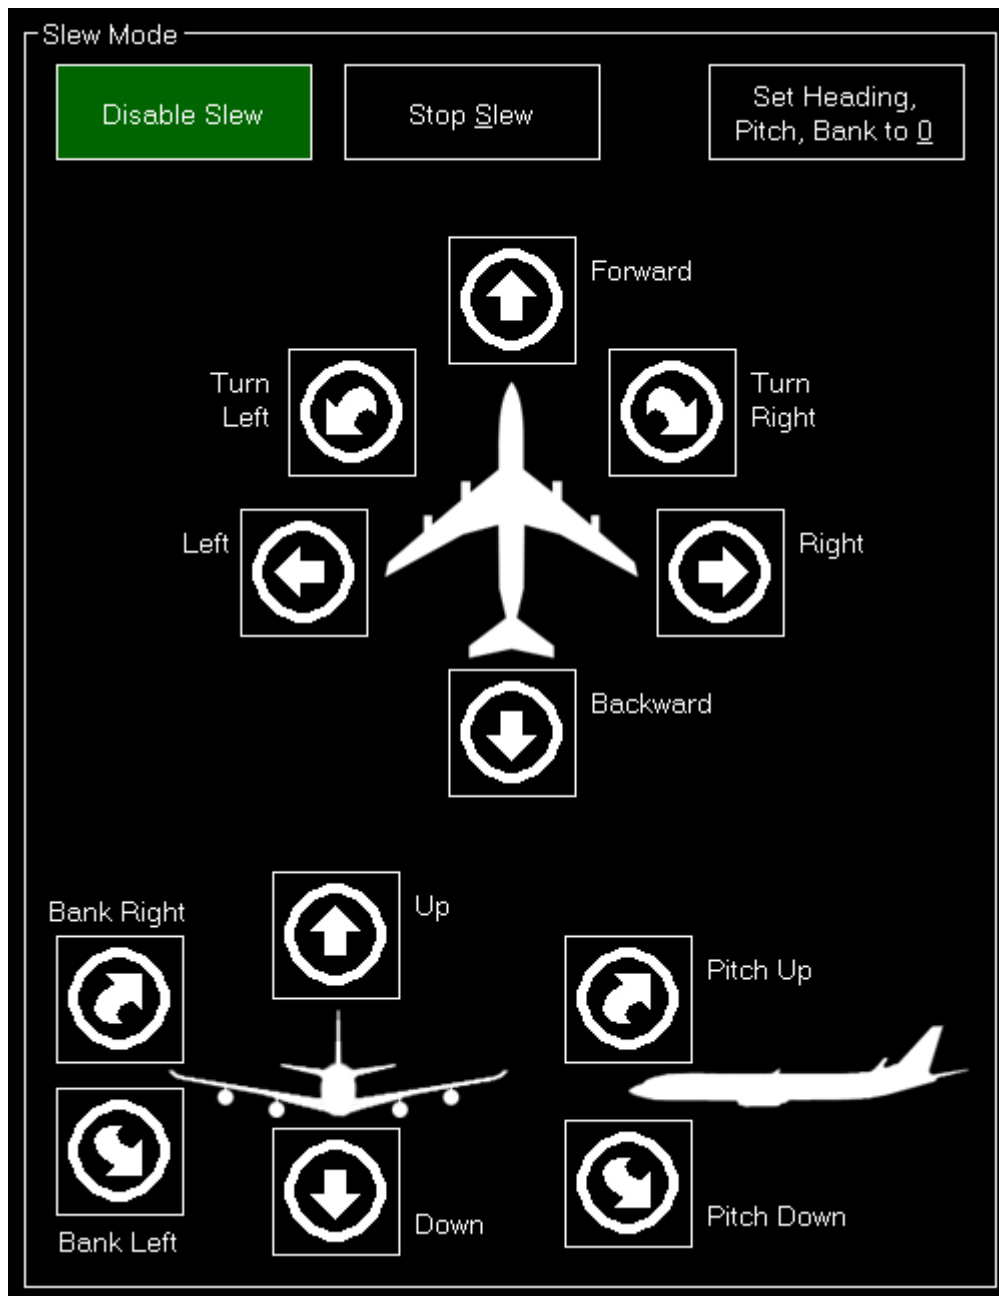 Slew Mode
Disable Slew
Stop Slew
Set Heading,
Pitch, Bank to 0
Forward
Turn
Left
Turn
Right
Left
Right
Backward
Bank Right
Up
Pitch Up
Bank Left
Down
Pitch Down